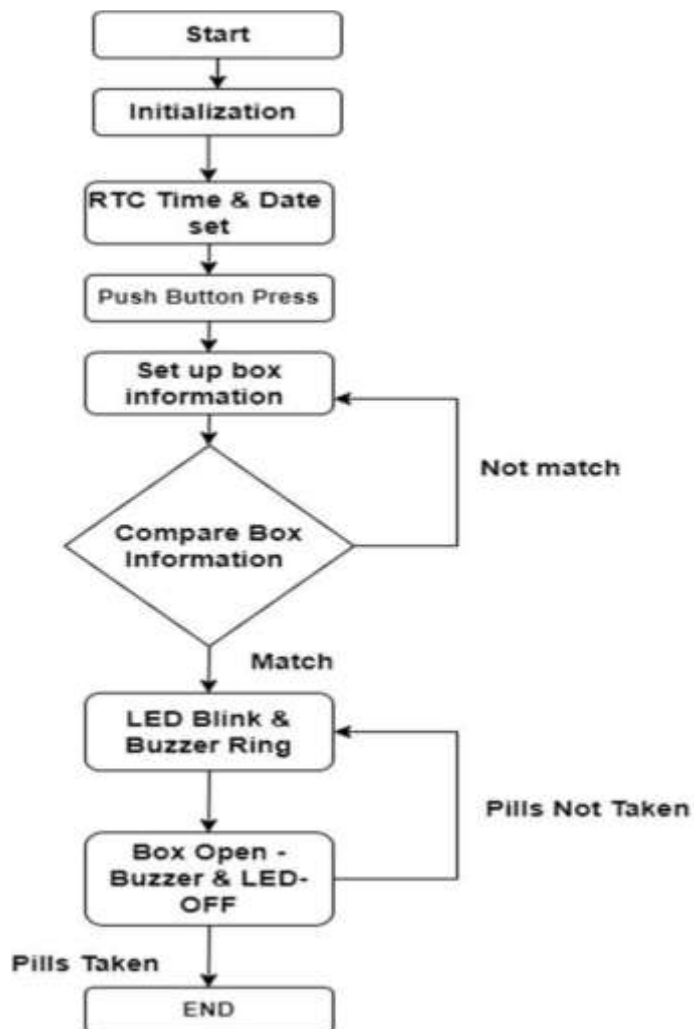 Start
Initialization
RTC Time & Date
set
Push Button Press
Set up box
information
Not match
Compare Box
Information
Match
LED Blink &
Buzzer Ring
Pills Not Taken
Box Open -
Buzzer & LED-
OFF
Pills Taken
END